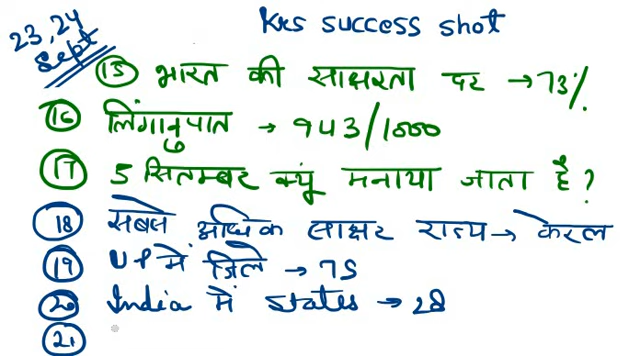 Krs success shot
23,24 Sept
15 भारत की साक्षरता दर → 73%
16 लिंगानुपात → 943/1000
17 5 सितम्बर क्यूं मनाया जाता है?
18 सबसे अधिक साक्षर राज्य → केरल
19 UP में जिले → 75
20 India में States → 28
21